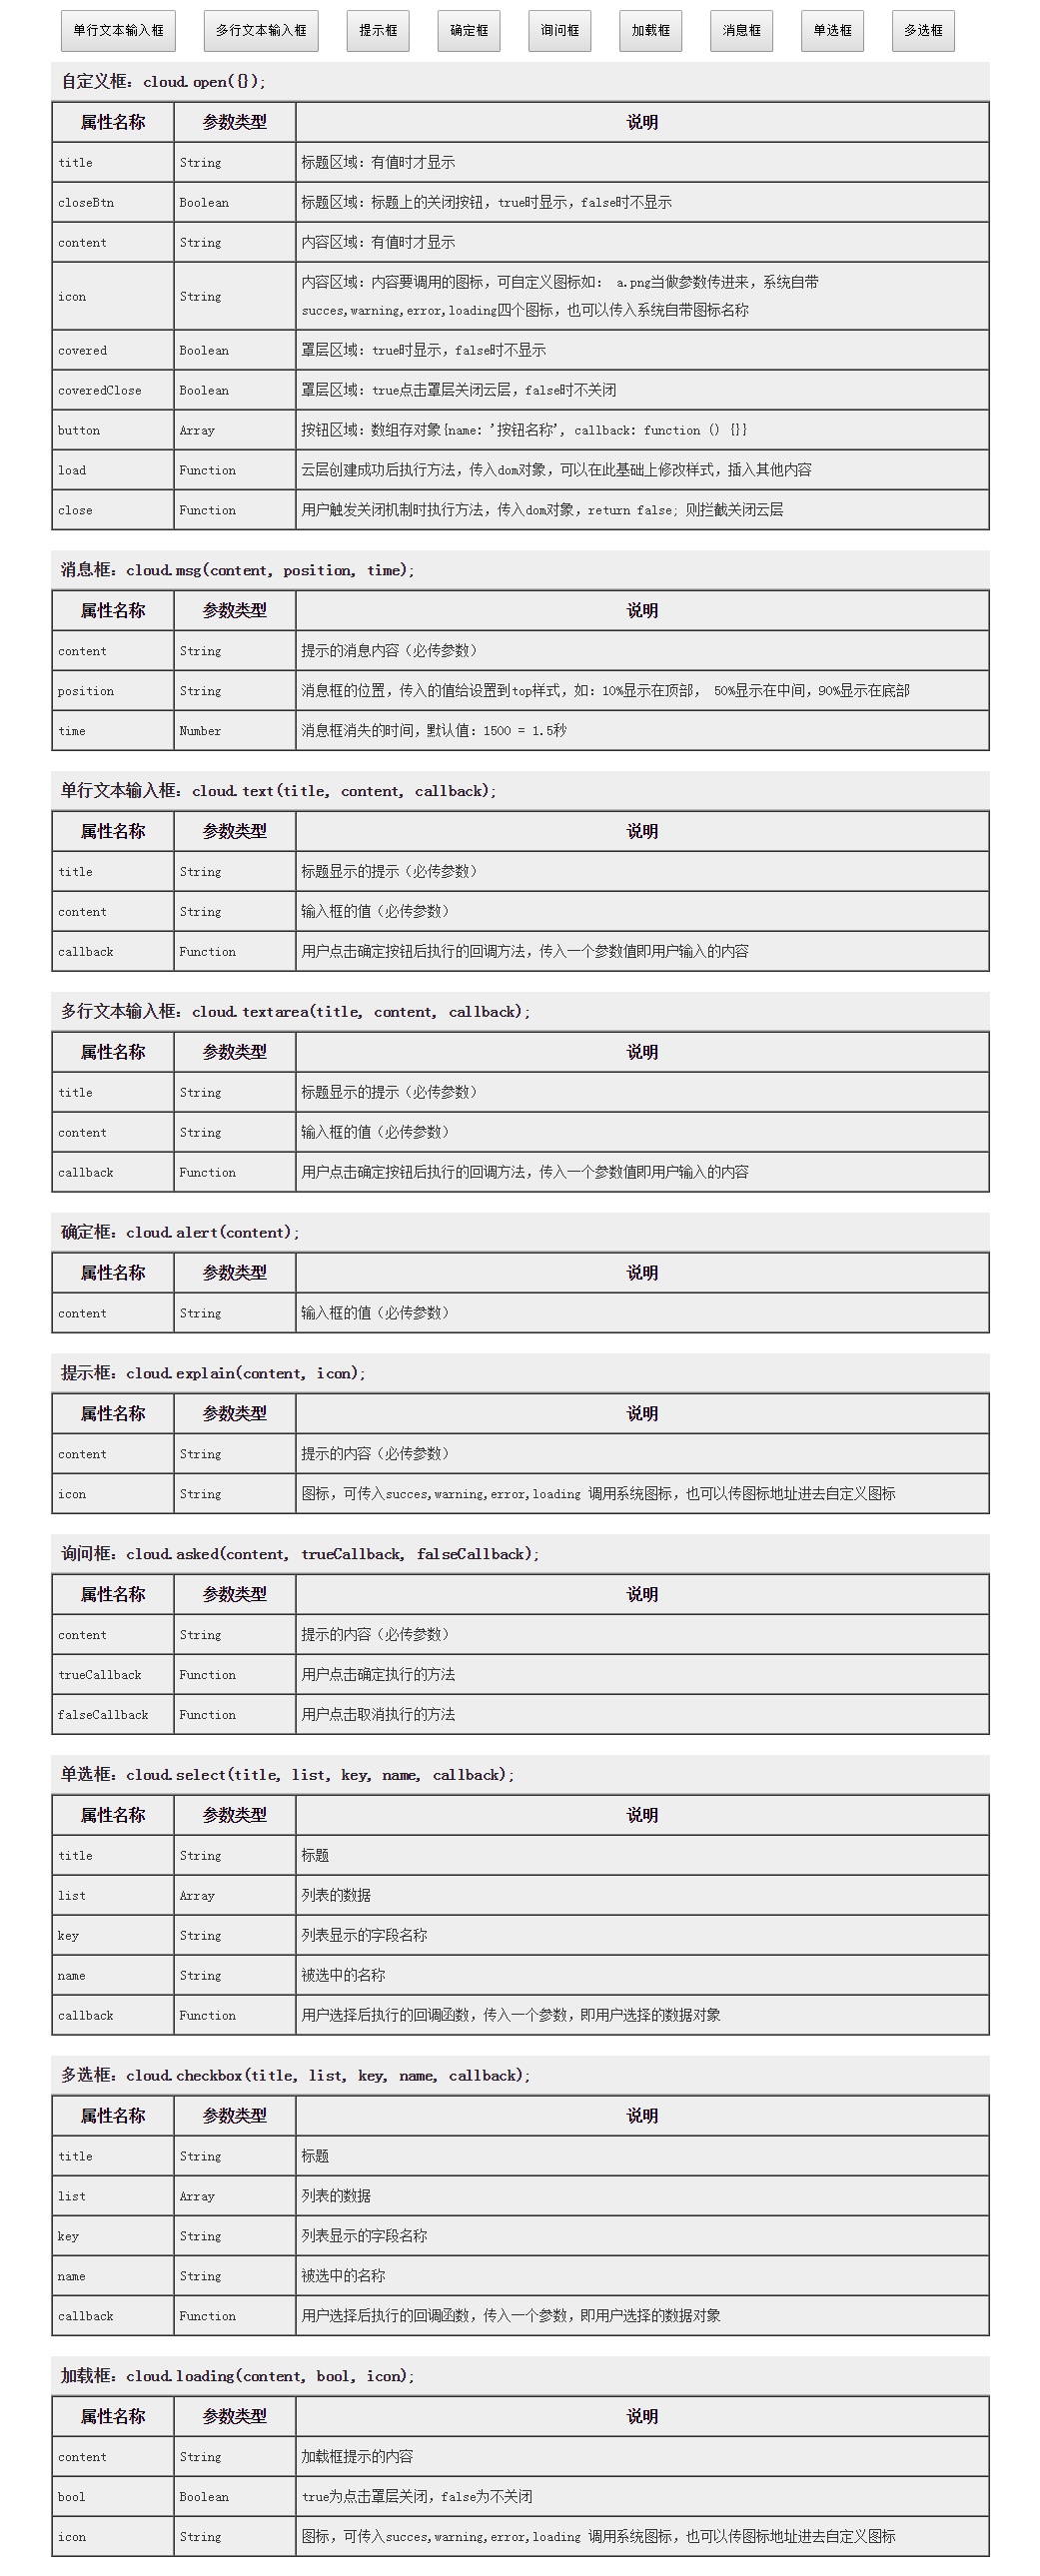 单行文本输入框 多行文本输入框 提示框 确定框 询问框 加载框 消息框 单选框 多选框
自定义框：cloud.open({});
属性名称 参数类型 说明
title String 标题区域：有值时才显示
closeBtn Boolean 标题区域：标题上的关闭按钮，true时显示，false时不显示
content String 内容区域：有值时才显示
icon String 内容区域：内容要调用的图标，可自定义图标如： a.png当做参数传进来，系统自带
succes,warning,error,loading四个图标，也可以传入系统自带图标名称
covered Boolean 罩层区域：true时显示，false时不显示
coveredClose Boolean 罩层区域：true点击罩层关闭云层，false时不关闭
button Array 按钮区域：数组存对象{name: '按钮名称', callback: function () {}}
load Function 云层创建成功后执行方法，传入dom对象，可以在此基础上修改样式，插入其他内容
close Function 用户触发关闭机制时执行方法，传入dom对象，return false; 则拦截关闭云层
消息框：cloud.msg(content, position, time);
属性名称 参数类型 说明
content String 提示的消息内容（必传参数）
position String 消息框的位置，传入的值给设置到top样式，如：10%显示在顶部， 50%显示在中间，90%显示在底部
time Number 消息框消失的时间，默认值：1500 = 1.5秒
单行文本输入框：cloud.text(title, content, callback);
属性名称 参数类型 说明
title String 标题显示的提示（必传参数）
content String 输入框的值（必传参数）
callback Function 用户点击确定按钮后执行的回调方法，传入一个参数值即用户输入的内容
多行文本输入框：cloud.textarea(title, content, callback);
属性名称 参数类型 说明
title String 标题显示的提示（必传参数）
content String 输入框的值（必传参数）
callback Function 用户点击确定按钮后执行的回调方法，传入一个参数值即用户输入的内容
确定框：cloud.alert(content);
属性名称 参数类型 说明
content String 输入框的值（必传参数）
提示框：cloud.explain(content, icon);
属性名称 参数类型 说明
content String 提示的内容（必传参数）
icon String 图标，可传入succes,warning,error,loading 调用系统图标，也可以传图标地址进去自定义图标
询问框：cloud.asked(content, trueCallback, falseCallback);
属性名称 参数类型 说明
content String 提示的内容（必传参数）
trueCallback Function 用户点击确定执行的方法
falseCallback Function 用户点击取消执行的方法
单选框：cloud.select(title, list, key, name, callback);
属性名称 参数类型 说明
title String 标题
list Array 列表的数据
key String 列表显示的字段名称
name String 被选中的名称
callback Function 用户选择后执行的回调函数，传入一个参数，即用户选择的数据对象
多选框：cloud.checkbox(title, list, key, name, callback);
属性名称 参数类型 说明
title String 标题
list Array 列表的数据
key String 列表显示的字段名称
name String 被选中的名称
callback Function 用户选择后执行的回调函数，传入一个参数，即用户选择的数据对象
加载框：cloud.loading(content, bool, icon);
属性名称 参数类型 说明
content String 加载框提示的内容
bool Boolean true为点击罩层关闭，false为不关闭
icon String 图标，可传入succes,warning,error,loading 调用系统图标，也可以传图标地址进去自定义图标